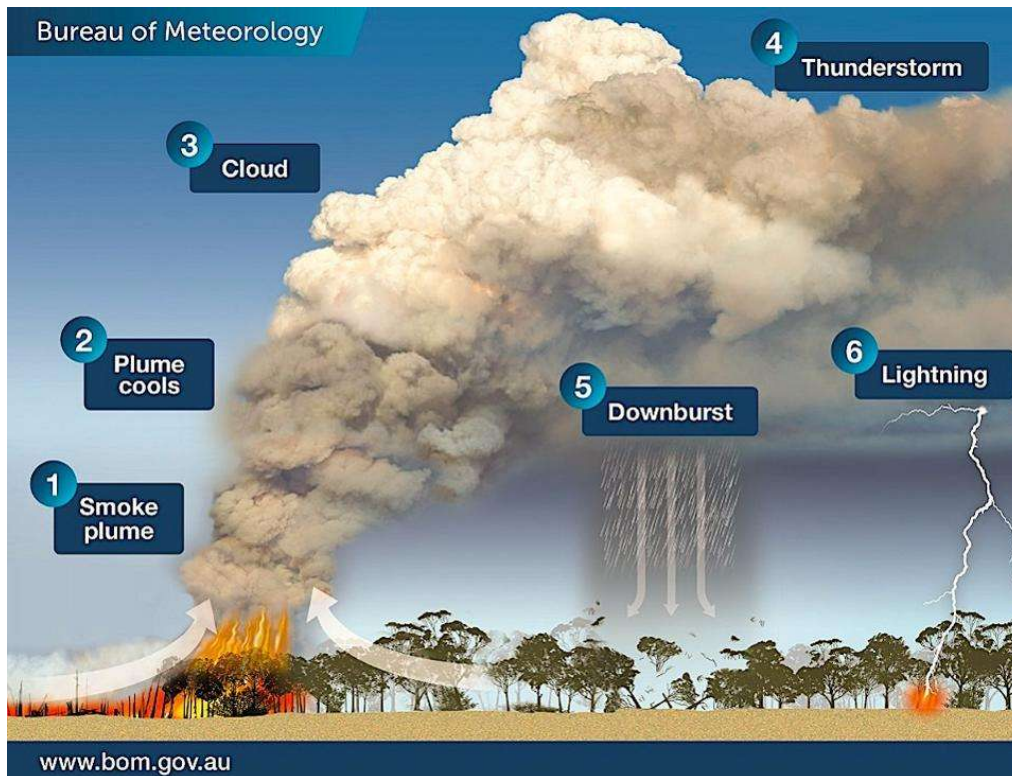 Bureau of Meteorology
4
Thunderstorm
3
Cloud
2
Plume
cools
6
Lightning
5
Downburst
1
Smoke
plume
www.bom.gov.au